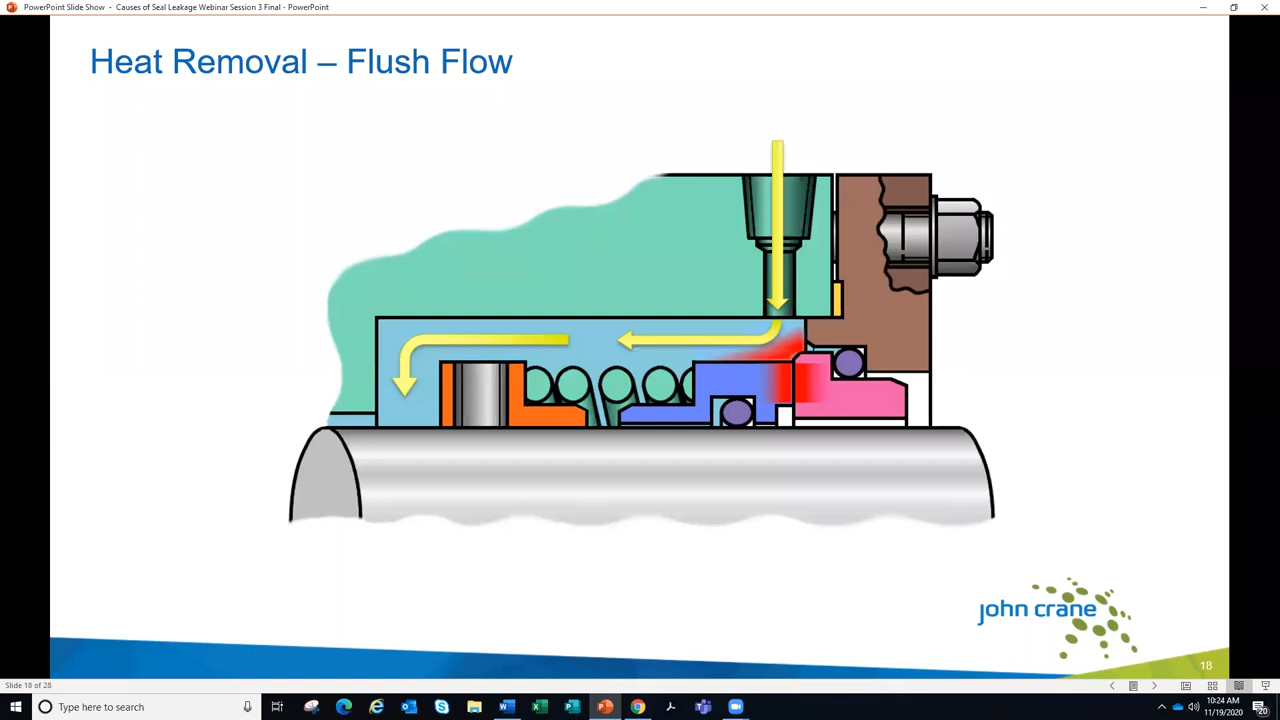 PowerPoint Slide Show - Causes of Seal Leakage Webinar Session 3 Final - PowerPoint
Heat Removal – Flush Flow
john crane
18
Slide 18 of 28
Type here to search
10:24 AM
11/19/2020
20